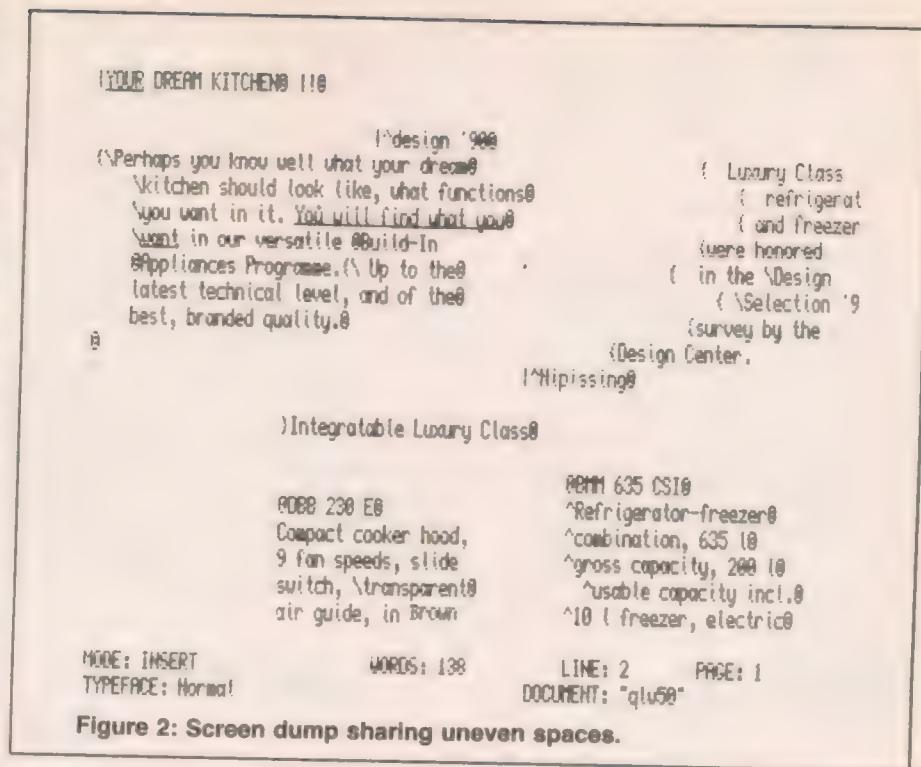 |YOUR DREAM KITCHEN@ !!@
|^design '90@
{\Perhaps you know well what your dream@
\kitchen should look like, what functions@
\you want in it. You will find what you@
\want in our versatile @Build-In
@Appliances Programme.{\ Up to the@
latest technical level, and of the@
best, branded quality.@
@
{ Luxury Class
{ refrigerat
{ and freezer
{were honored
{ in the \Design
{ \Selection '9
{survey by the
{Design Center.
|^Nipissing@
)Integratable Luxury Class@
@DBB 230 E@
Compact cooker hood,
9 fan speeds, slide
switch, \transparent@
air guide, in Brown
@BMM 635 CSI@
^Refrigerator-freezer@
^combination, 635 l@
^gross capacity, 200 l@
^usable capacity incl.@
^10 l freezer, electric@
MODE: INSERT WORDS: 138 LINE: 2 PAGE: 1
TYPEFACE: Normal DOCUMENT: "qlw50"
Figure 2: Screen dump sharing uneven spaces.